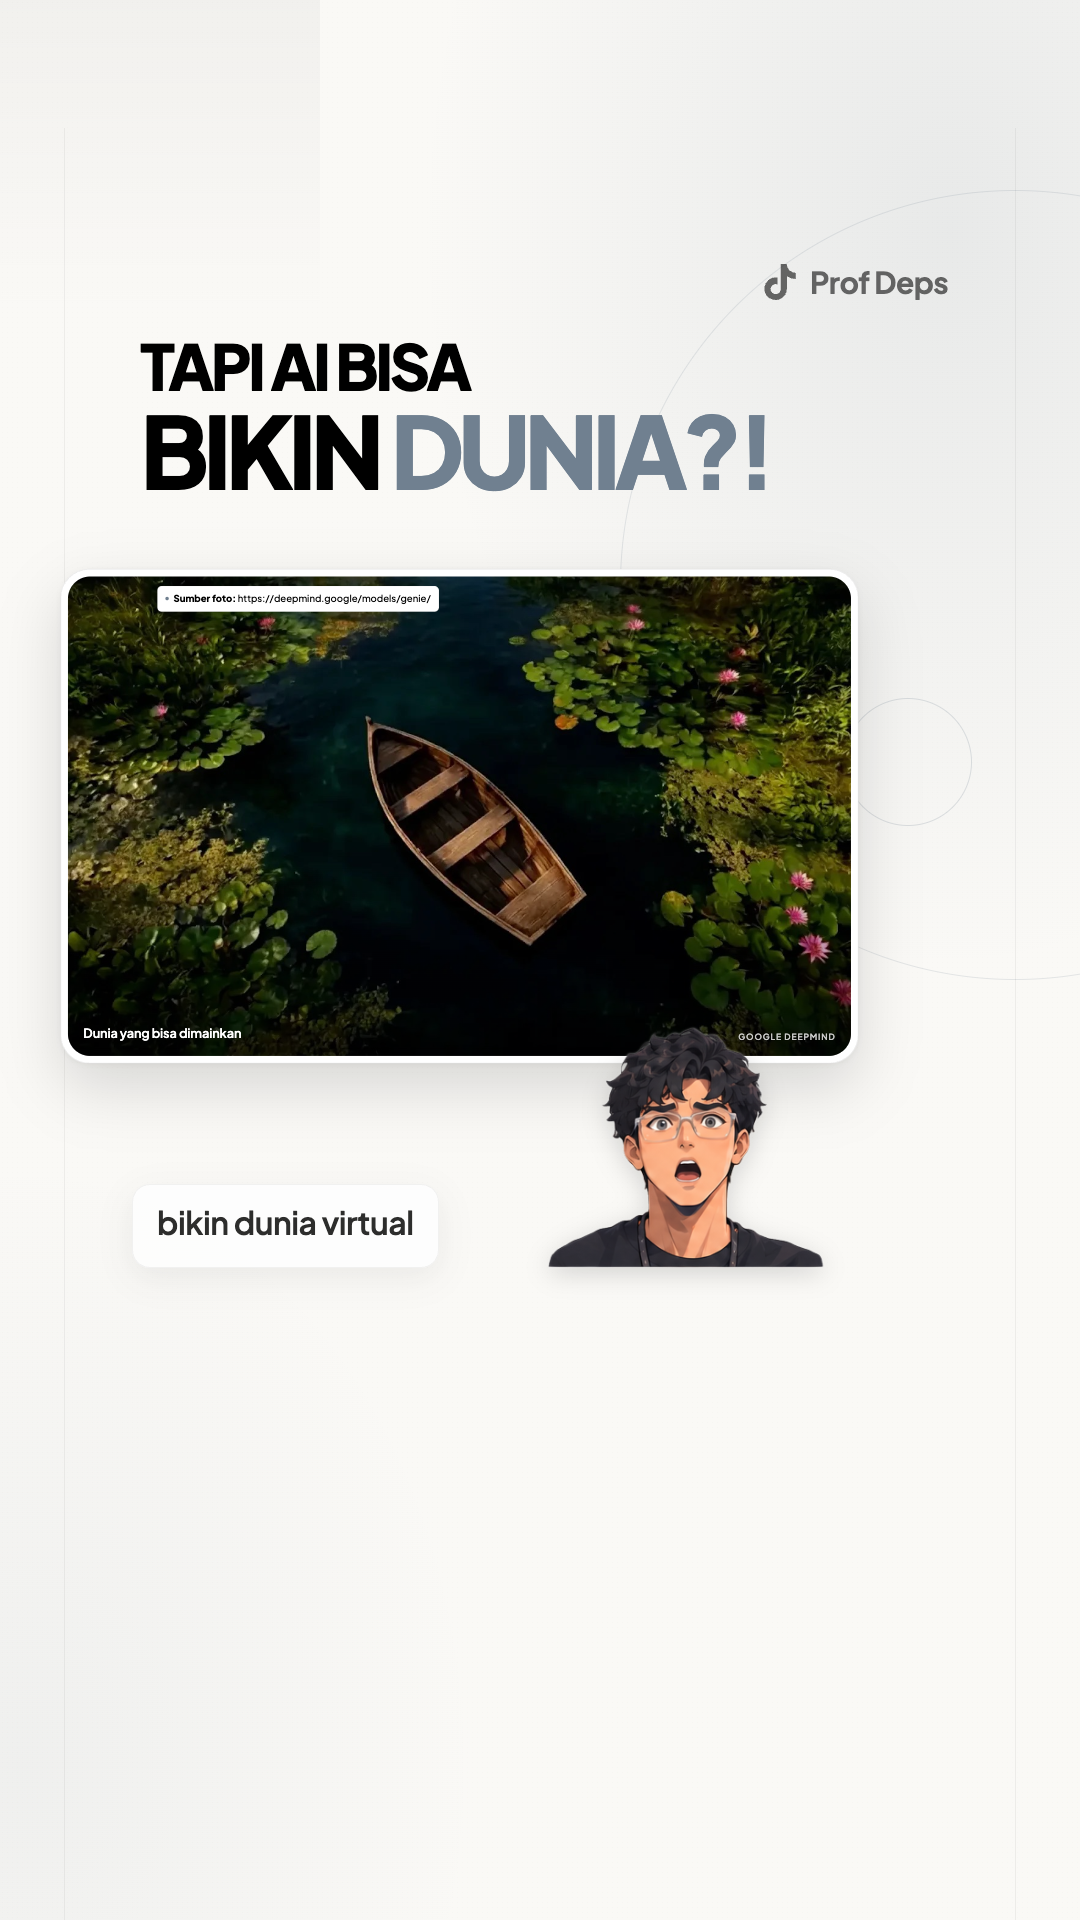 Prof Deps
TAPI AI BISA
BIKIN DUNIA?!
Sumber foto: https://deepmind.google/models/genie/
Dunia yang bisa dimainkan
GOOGLE DEEPMIND
bikin dunia virtual